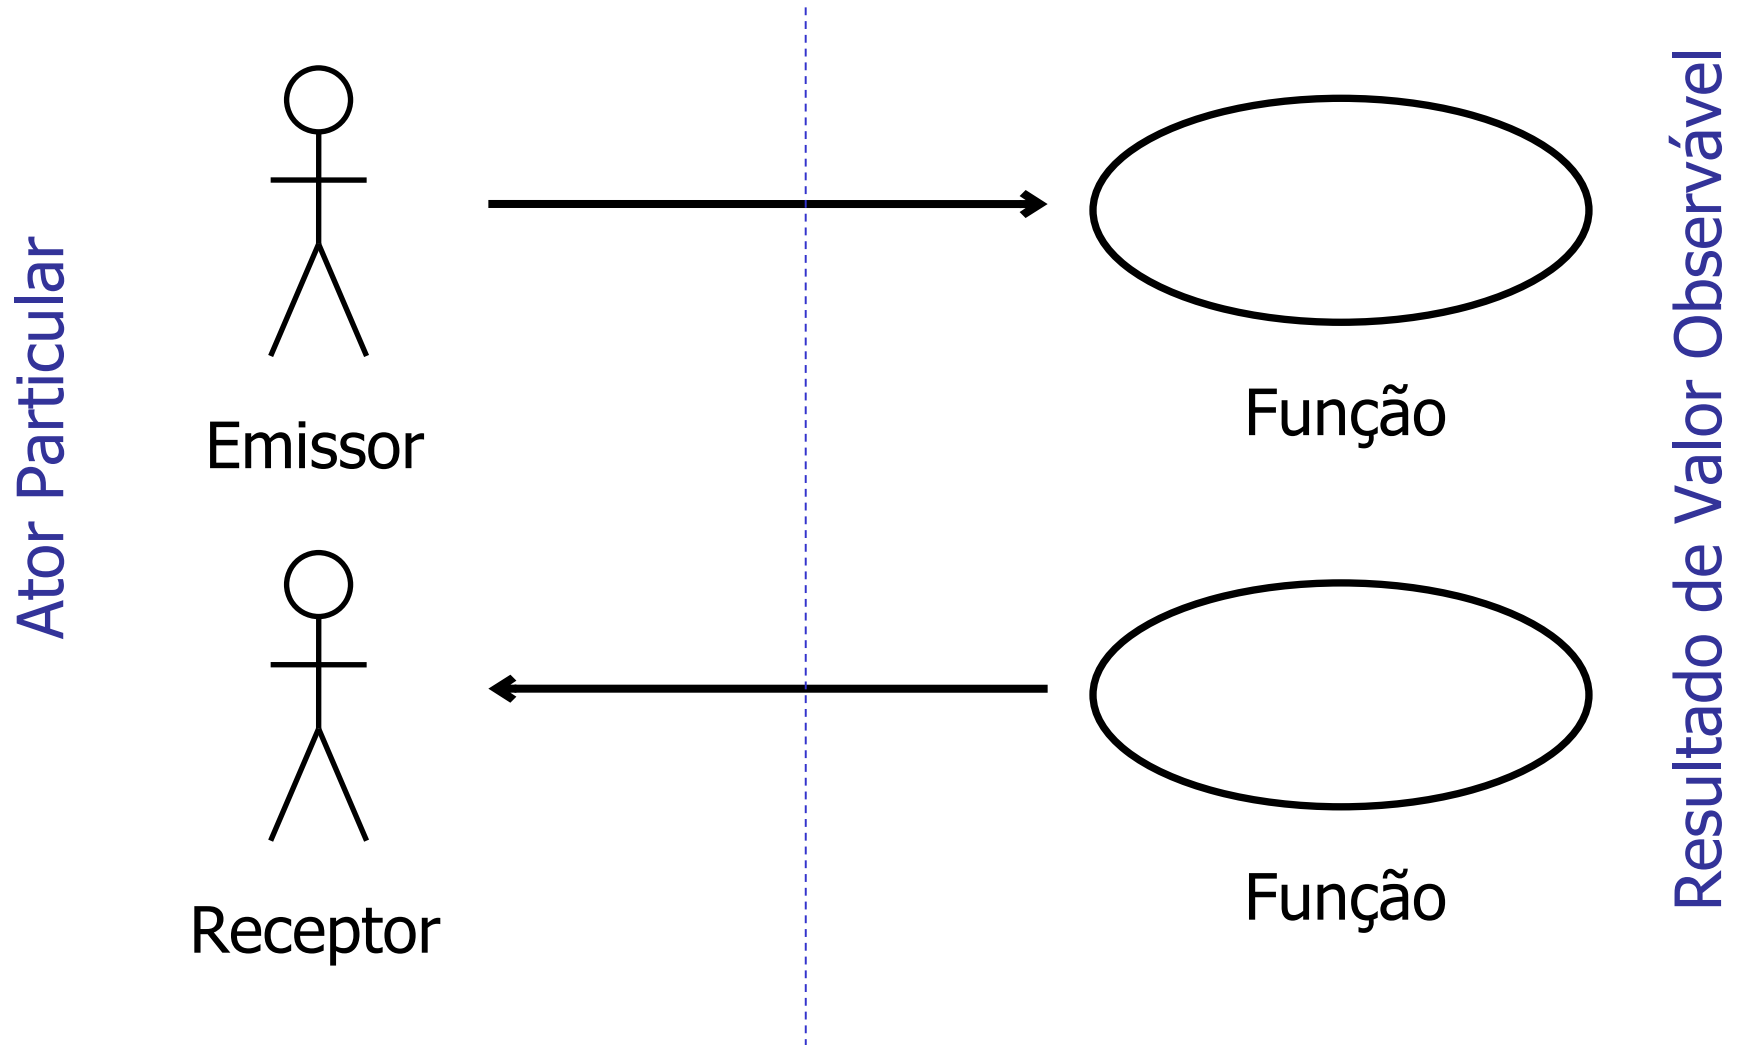 Ator Particular
Emissor
Função
Receptor
Função
Resultado de Valor Observável